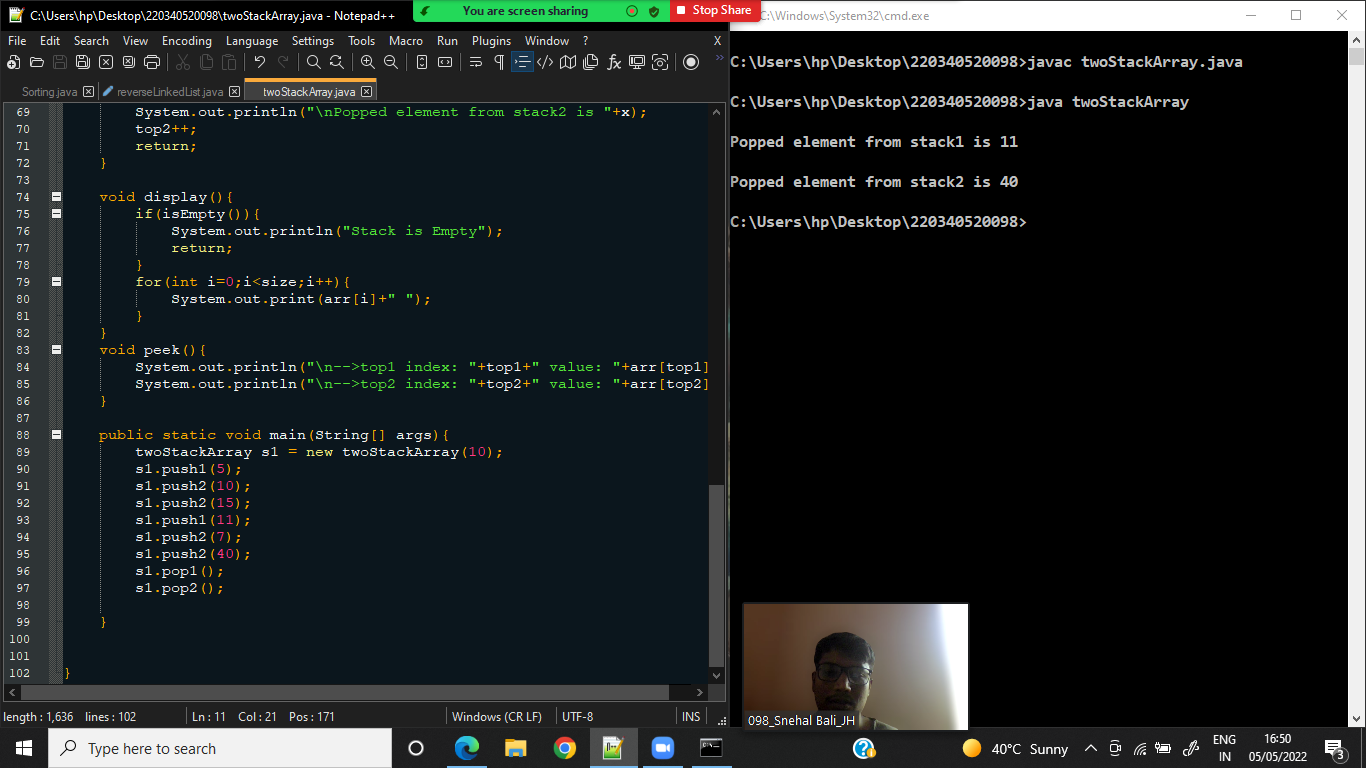 C:\Users\hp\Desktop\220340520098\twoStackArray.java - Notepad++
You are screen sharing
Stop Share
File Edit Search View Encoding Language Settings Tools Macro Run Plugins Window ? X
Sorting.java reverseLinkedList.java twoStackArray.java
69 System.out.println("\nPopped element from stack2 is "+x);
70 top2++;
71 return;
72 }
73
74 void display(){
75 if(isEmpty()){
76 System.out.println("Stack is Empty");
77 return;
78 }
79 for(int i=0;i<size;i++){
80 System.out.print(arr[i]+" ");
81 }
82 }
83 void peek(){
84 System.out.println("\n-->top1 index: "+top1+" value: "+arr[top1]
85 System.out.println("\n-->top2 index: "+top2+" value: "+arr[top2]
86 }
87
88 public static void main(String[] args){
89 twoStackArray s1 = new twoStackArray(10);
90 s1.push1(5);
91 s1.push2(10);
92 s1.push2(15);
93 s1.push1(11);
94 s1.push2(7);
95 s1.push2(40);
96 s1.pop1();
97 s1.pop2();
98
99 }
100
101
102 }
length : 1,636 lines : 102 Ln : 11 Col : 21 Pos : 171 Windows (CR LF) UTF-8 INS
C:\Windows\System32\cmd.exe
C:\Users\hp\Desktop\220340520098>javac twoStackArray.java
C:\Users\hp\Desktop\220340520098>java twoStackArray
Popped element from stack1 is 11
Popped element from stack2 is 40
C:\Users\hp\Desktop\220340520098>
098_Snehal Bali_JH
Type here to search
40°C Sunny
ENG
IN
16:50
05/05/2022
3